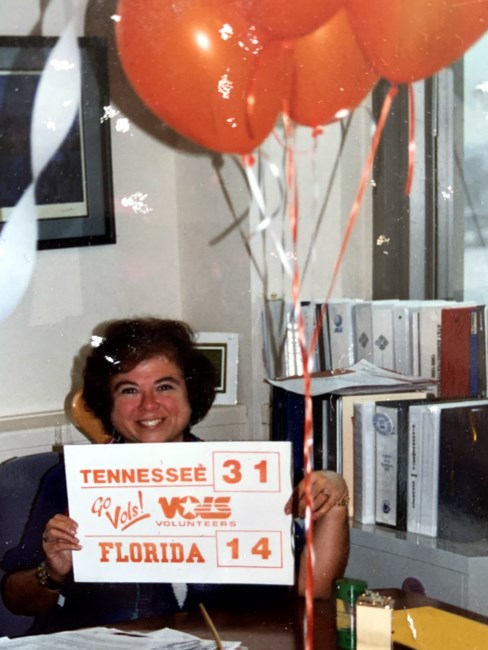 TENNESSEE 31
Go Vols!
VOLS
VOLUNTEERS
FLORIDA 14